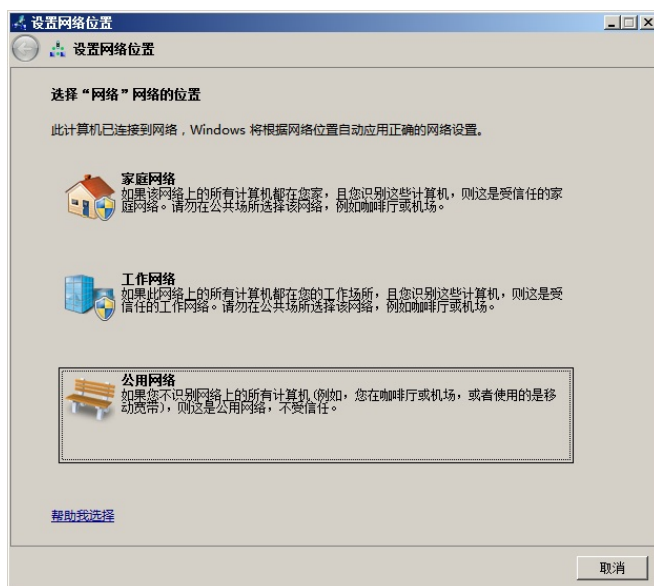 设置网络位置
设置网络位置
选择“网络”网络的位置
此计算机已连接到网络，Windows 将根据网络位置自动应用正确的网络设置。
家庭网络
如果该网络上的所有计算机都在您家，且您识别这些计算机，则这是受信任的家
庭网络。请勿在公共场所选择该网络，例如咖啡厅或机场。
工作网络
如果此网络上的所有计算机都在您的工作场所，且您识别这些计算机，则这是受
信任的工作网络。请勿在公共场所选择该网络，例如咖啡厅或机场。
公用网络
如果您不识别网络上的所有计算机(例如，您在咖啡厅或机场，或者使用的是移
动宽带)，则这是公用网络，不受信任。
帮助我选择
取消